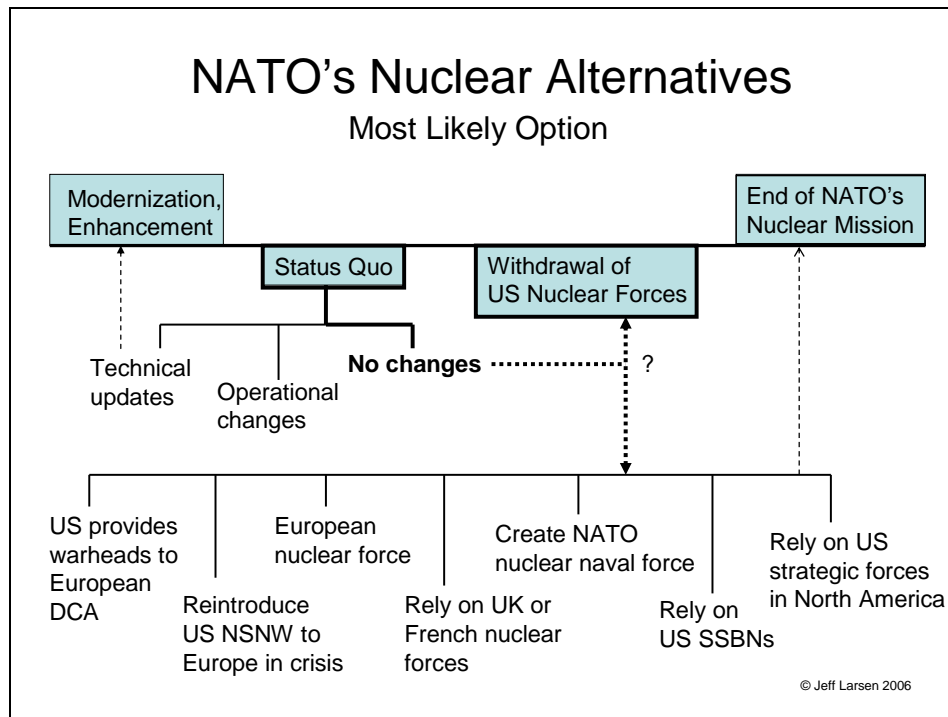 NATO’s Nuclear Alternatives
Most Likely Option
Modernization,
Enhancement
End of NATO’s
Nuclear Mission
Status Quo
Withdrawal of
US Nuclear Forces
Technical
updates
Operational
changes
No changes
?
US provides
warheads to
European
DCA
Reintroduce
US NSNW to
Europe in crisis
European
nuclear force
Rely on UK or
French nuclear
forces
Create NATO
nuclear naval force
Rely on
US SSBNs
Rely on US
strategic forces
in North America
© Jeff Larsen 2006